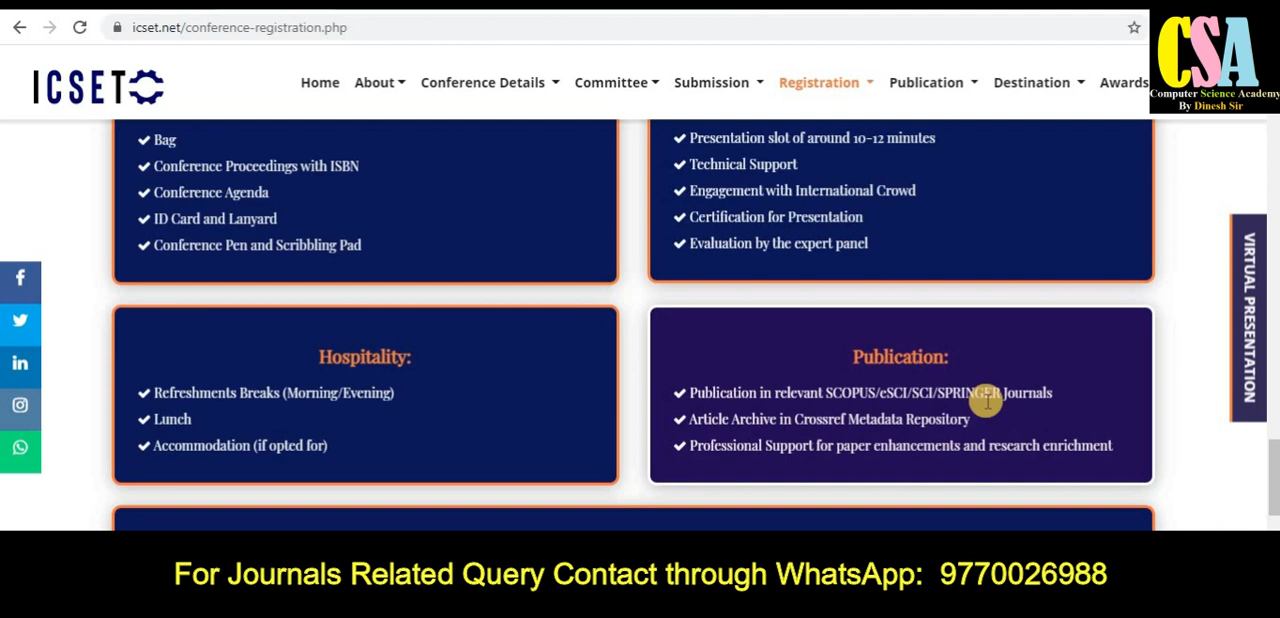 icset.net/conference-registration.php
CSA
Computer Science Academy
By Dinesh Sir
ICSET
Home About Conference Details Committee Submission Registration Publication Destination Awards
Bag
Conference Proceedings with ISBN
Conference Agenda
ID Card and Lanyard
Conference Pen and Scribbling Pad
Presentation slot of around 10-12 minutes
Technical Support
Engagement with International Crowd
Certification for Presentation
Evaluation by the expert panel
VIRTUAL PRESENTATION
Hospitality:
Refreshments Breaks (Morning/Evening)
Lunch
Accommodation (if opted for)
Publication:
Publication in relevant SCOPUS/eSCI/SCI/SPRINGER Journals
Article Archive in Crossref Metadata Repository
Professional Support for paper enhancements and research enrichment
For Journals Related Query Contact through WhatsApp: 9770026988